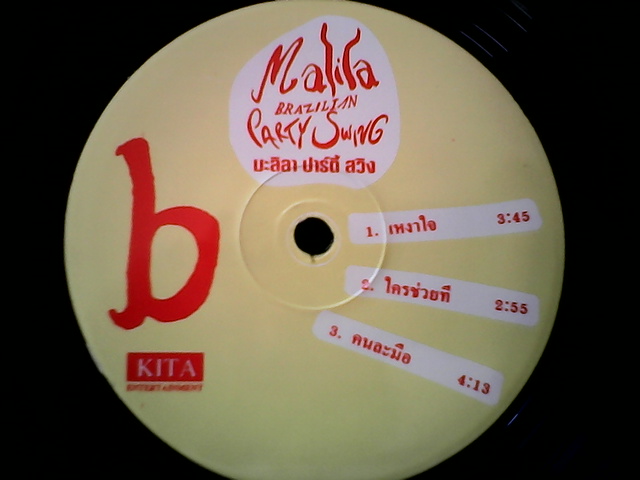 Malila
BRAZILIAN
PARTY SWING
มะลิลา ปาร์ตี้ สวิง
b
1. เหงาใจ 3:45
2. ใครช่วยที 2:55
3. คนละมือ 4:13
KITA
ENTERTAINMENT